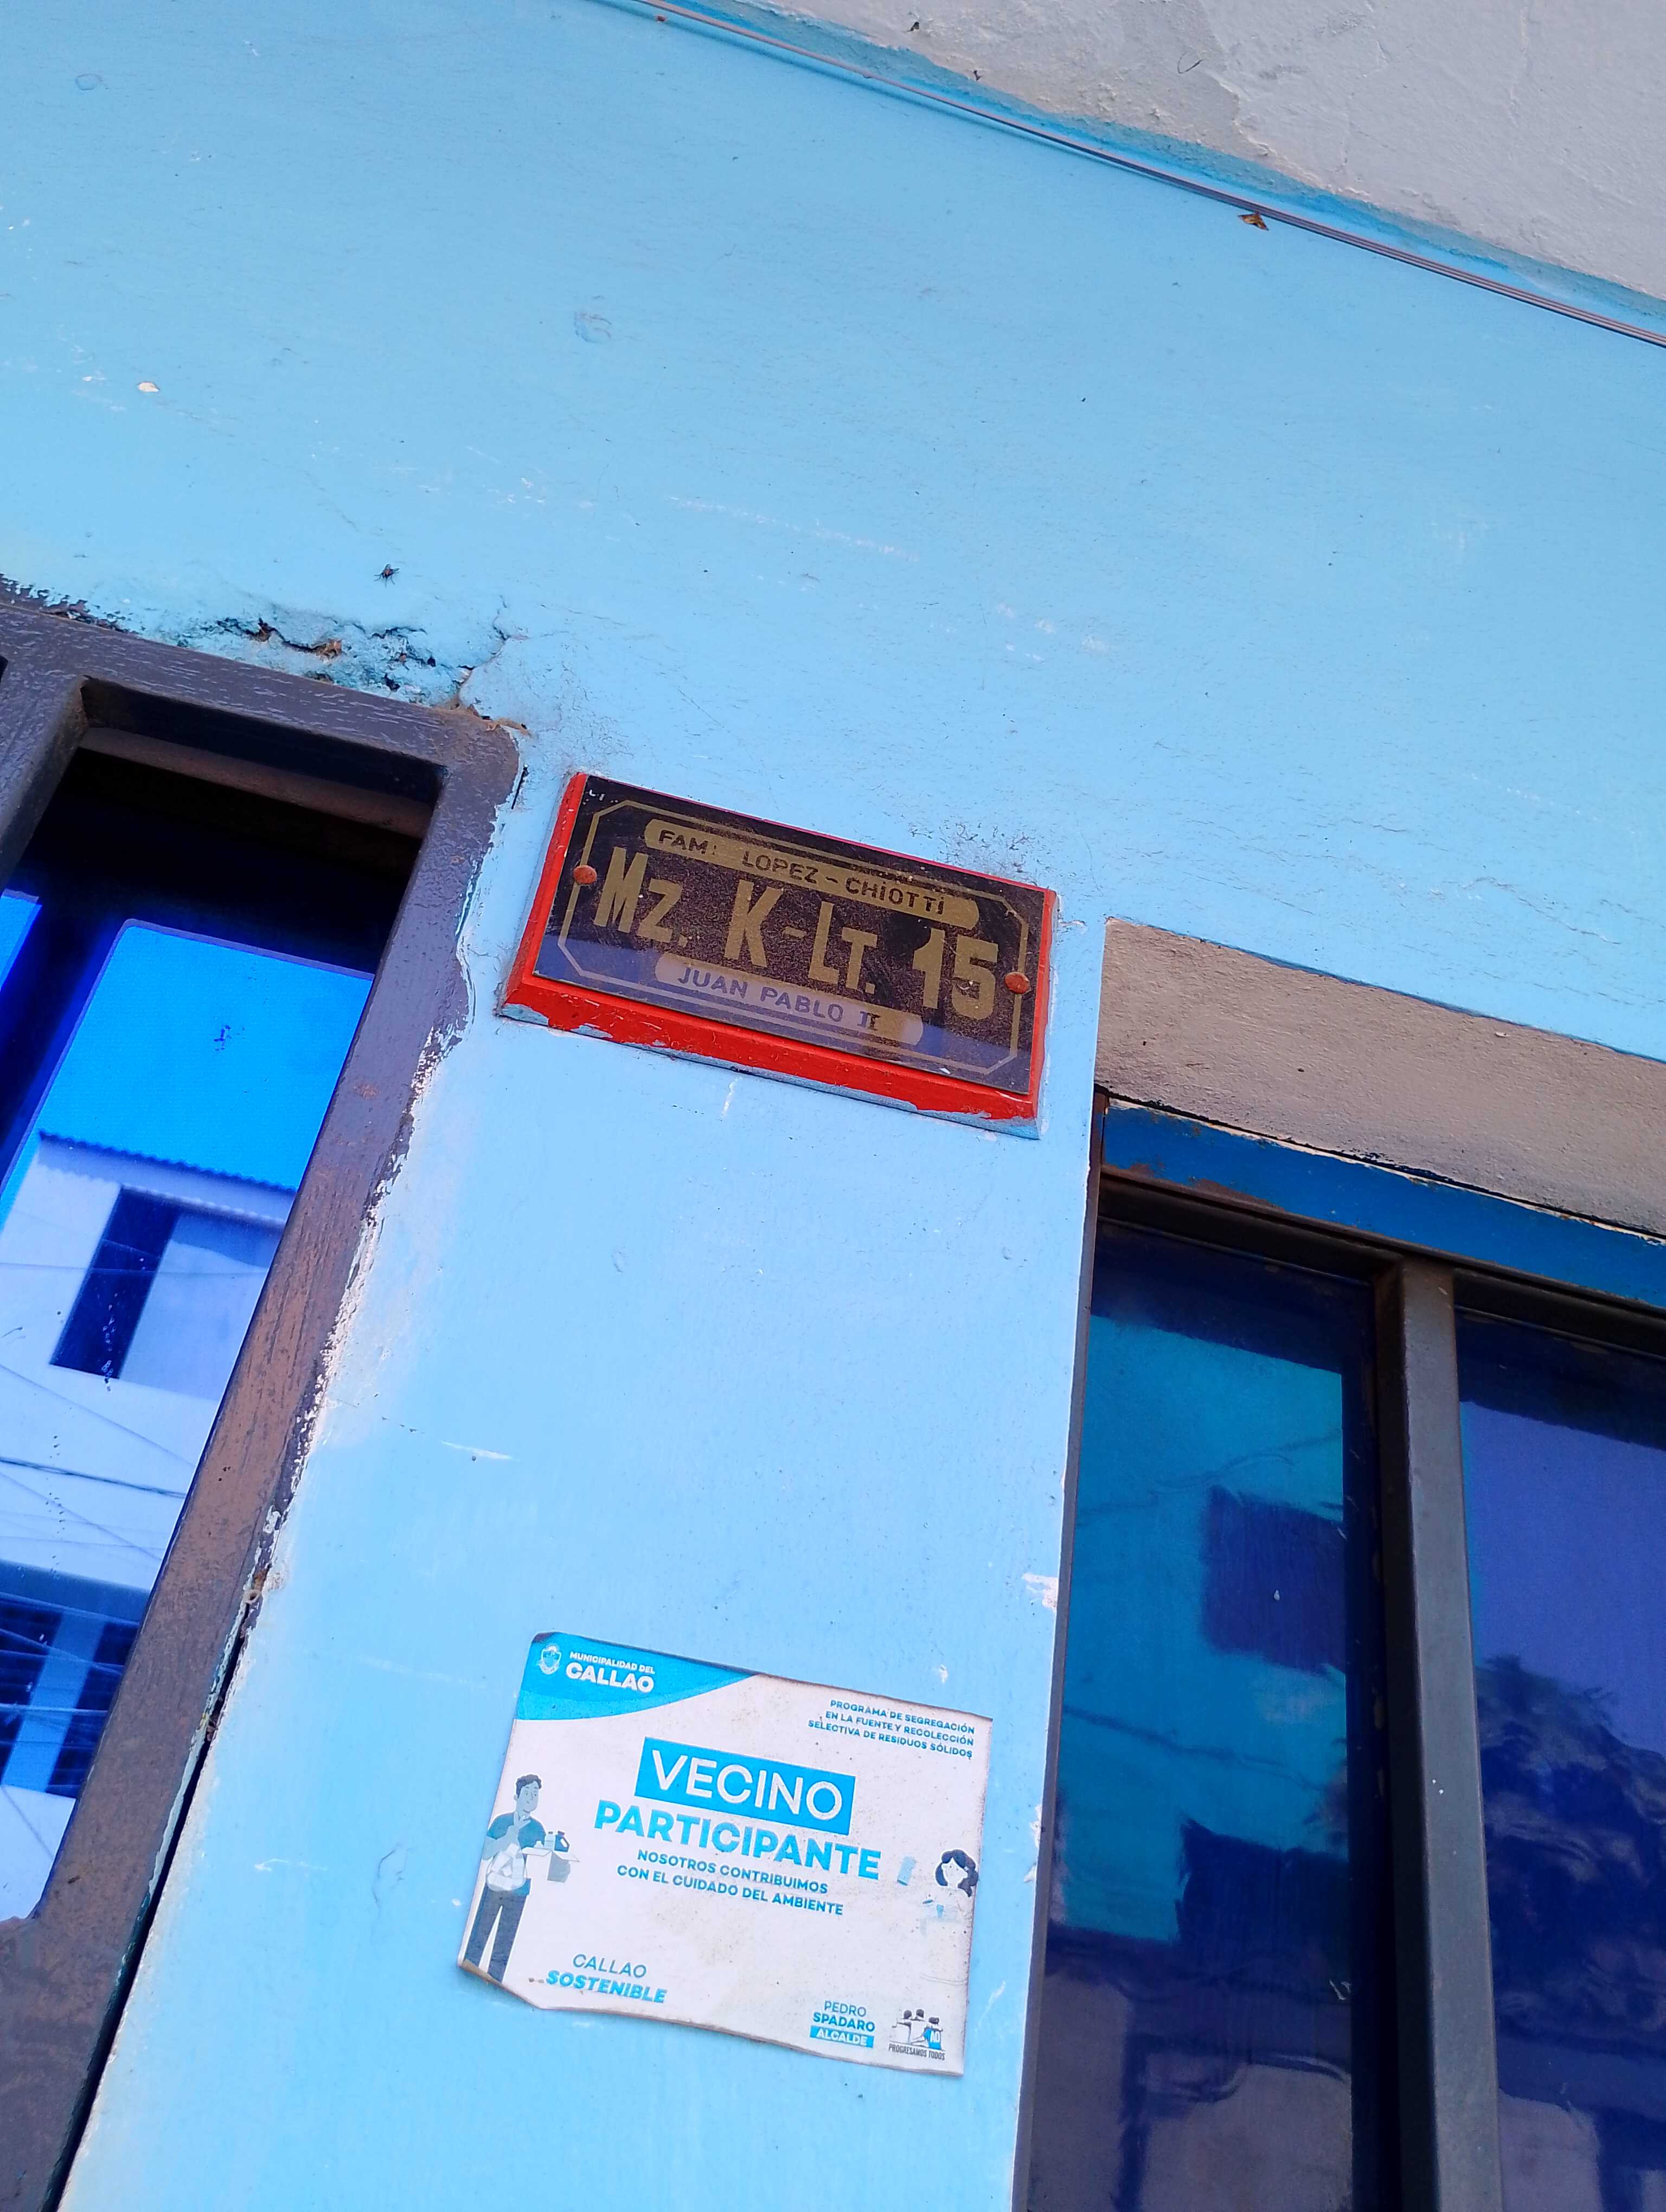 FAM: LOPEZ - CHIOTTI
MZ. K-LT. 15
JUAN PABLO II
MUNICIPALIDAD DEL
CALLAO
PROGRAMA DE SEGREGACIÓN
EN LA FUENTE Y RECOLECCIÓN
SELECTIVA DE RESIDUOS SÓLIDOS
VECINO
PARTICIPANTE
NOSOTROS CONTRIBUIMOS
CON EL CUIDADO DEL AMBIENTE
CALLAO
SOSTENIBLE
PEDRO
SPADARO
ALCALDE
PROGRESAMOS TODOS